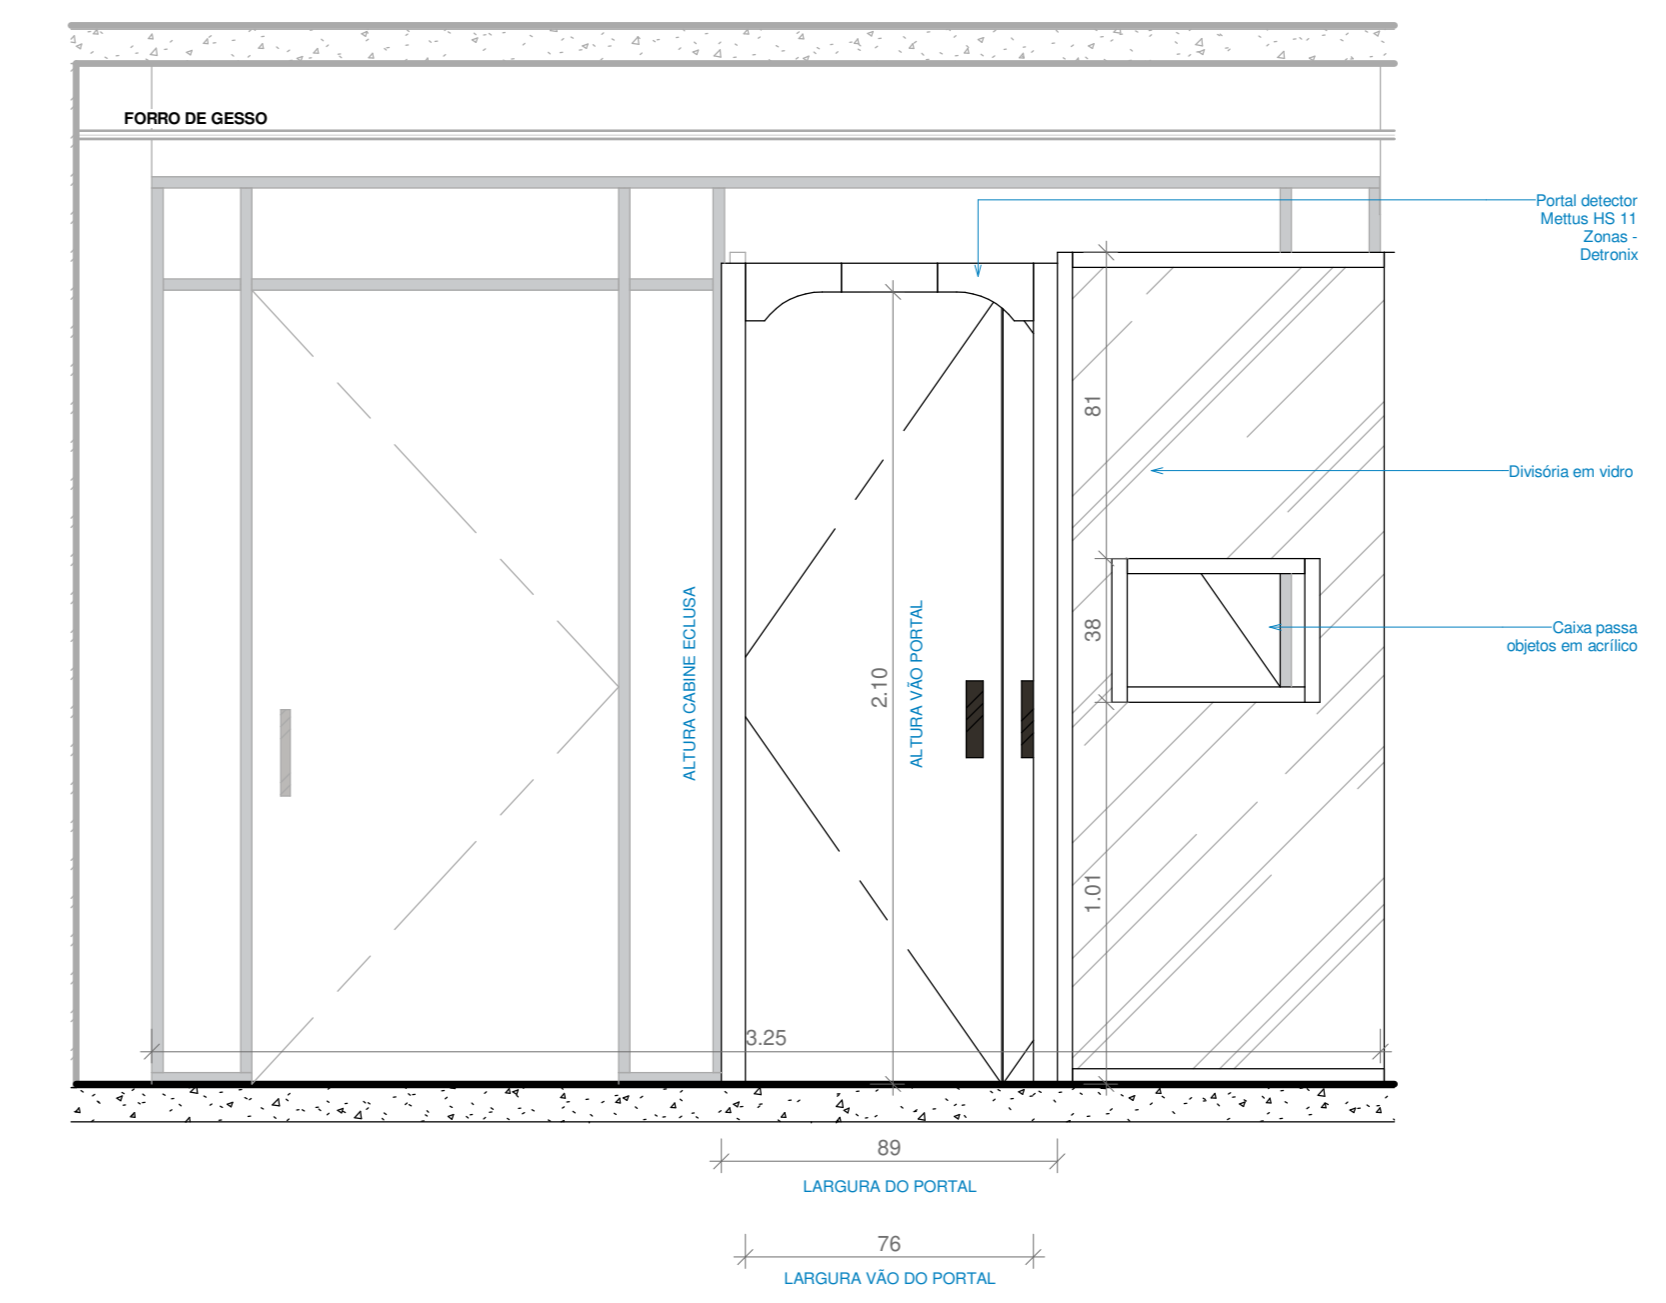 FORRO DE GESSO
Portal detector
Mettus HS 11
Zonas -
Detronix
81
Divisória em vidro
ALTURA CABINE ECLUSA
2.10
ALTURA VÃO PORTAL
38
Caixa passa
objetos em acrílico
1.01
3.25
89
LARGURA DO PORTAL
76
LARGURA VÃO DO PORTAL